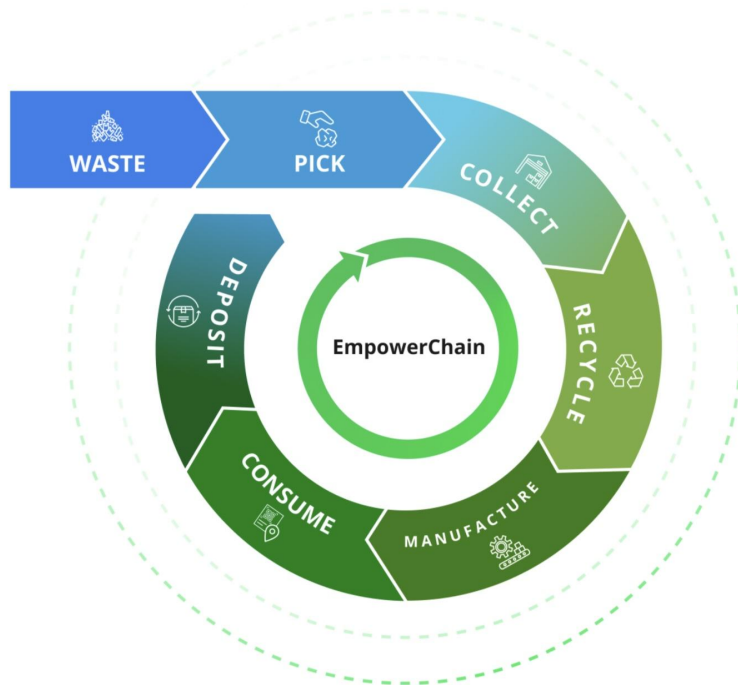 WASTE
PICK
COLLECT
RECYCLE
MANUFACTURE
CONSUME
DEPOSIT
EmpowerChain